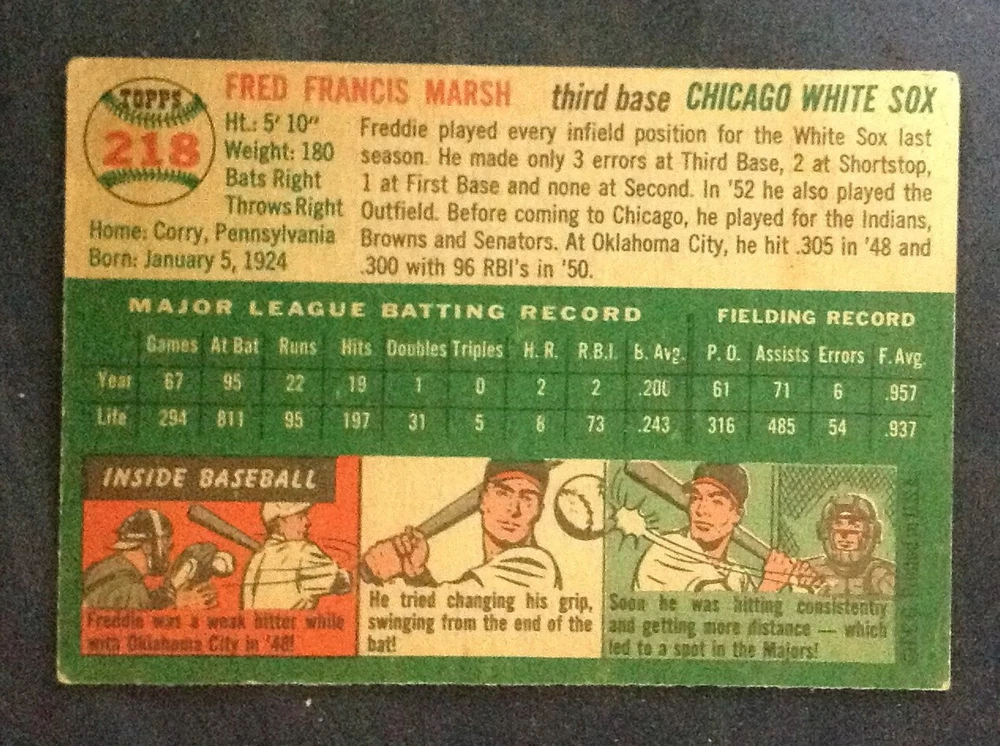 TOPPS
218
FRED FRANCIS MARSH third base CHICAGO WHITE SOX
Ht.: 5' 10"
Weight: 180
Bats Right
Throws Right
Home: Corry, Pennsylvania
Born: January 5, 1924
Freddie played every infield position for the White Sox last
season. He made only 3 errors at Third Base, 2 at Shortstop,
1 at First Base and none at Second. In '52 he also played the
Outfield. Before coming to Chicago, he played for the Indians,
Browns and Senators. At Oklahoma City, he hit .305 in '48 and
.300 with 96 RBI's in '50.
MAJOR LEAGUE BATTING RECORD FIELDING RECORD
Games At Bat Runs Hits Doubles Triples H. R. R.B.I. B. Avg. P. O. Assists Errors F. Avg.
Year 67 95 22 19 1 0 2 2 .200 61 71 6 .957
Life 294 811 95 197 31 5 8 73 .243 316 485 54 .937
INSIDE BASEBALL
Freddie was a weak hitter while
with Oklahoma City in '48!
He tried changing his grip,
swinging from the end of the
bat!
Soon he was hitting consistently
and getting more distance — which
led to a spot in the Majors!